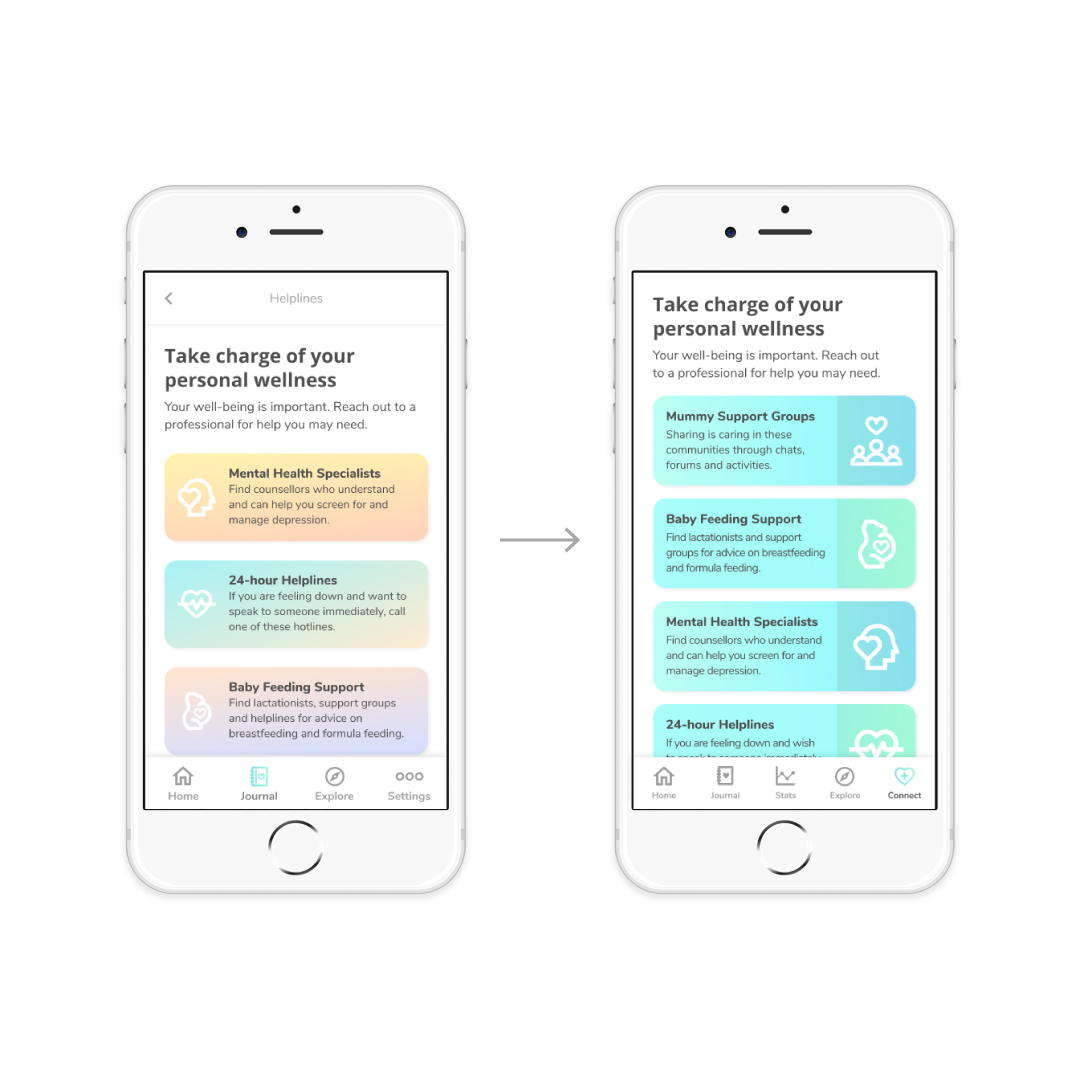 Helplines
Take charge of your
personal wellness
Your well-being is important. Reach out to a
professional for help you may need.
Mental Health Specialists
Find counsellors who understand
and can help you screen for and
manage depression.
24-hour Helplines
If you are feeling down and want to
speak to someone immediately, call
one of these hotlines.
Baby Feeding Support
Find lactationists, support groups
and helplines for advice on
breastfeeding and formula feeding.
Home Journal Explore Settings
Take charge of your
personal wellness
Your well-being is important. Reach out
to a professional for help you may need.
Mummy Support Groups
Sharing is caring in these
communities through chats,
forums and activities.
Baby Feeding Support
Find lactationists and support
groups for advice on breastfeeding
and formula feeding.
Mental Health Specialists
Find counsellors who understand
and can help you screen for and
manage depression.
24-hour Helplines
If you are feeling down and wish
to speak to someone immediately
Home Journal Stats Explore Connect